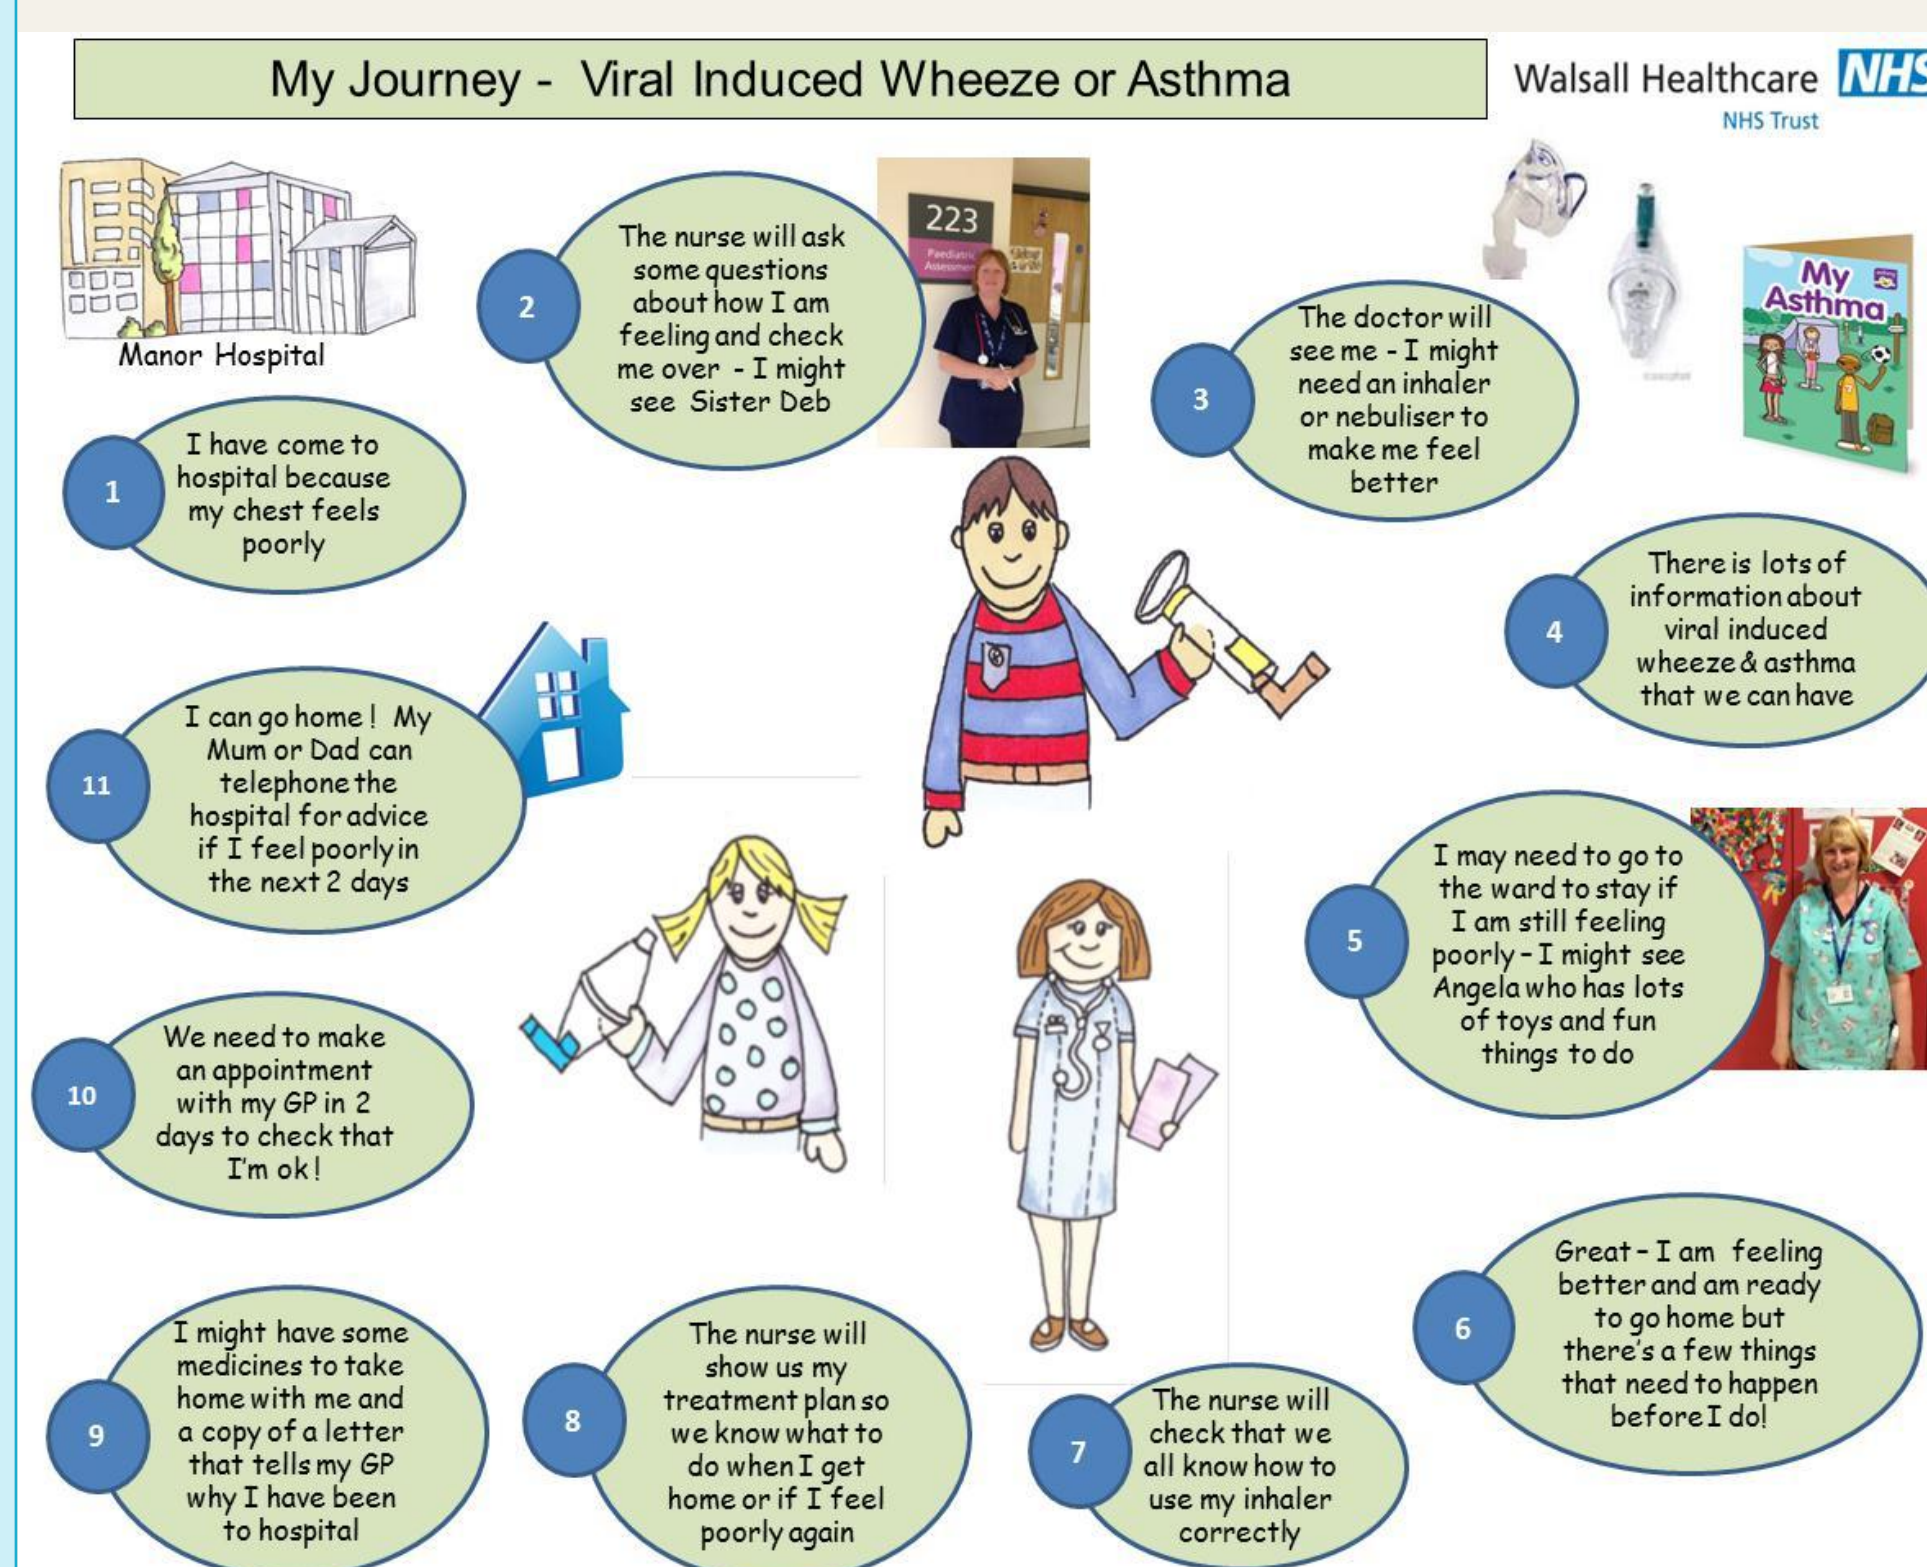 My Journey - Viral Induced Wheeze or Asthma
Walsall Healthcare NHS
NHS Trust
Manor Hospital
1
I have come to
hospital because
my chest feels
poorly
2
The nurse will ask
some questions
about how I am
feeling and check
me over - I might
see Sister Deb
223
Paediatric
Assessment
3
The doctor will
see me - I might
need an inhaler
or nebuliser to
make me feel
better
My
Asthma
4
There is lots of
information about
viral induced
wheeze & asthma
that we can have
5
I may need to go to
the ward to stay if
I am still feeling
poorly – I might see
Angela who has lots
of toys and fun
things to do
6
Great – I am feeling
better and am ready
to go home but
there's a few things
that need to happen
before I do!
7
The nurse will
check that we
all know how to
use my inhaler
correctly
8
The nurse will
show us my
treatment plan so
we know what to
do when I get
home or if I feel
poorly again
9
I might have some
medicines to take
home with me and
a copy of a letter
that tells my GP
why I have been
to hospital
10
We need to make
an appointment
with my GP in 2
days to check that
I'm ok!
11
I can go home! My
Mum or Dad can
telephone the
hospital for advice
if I feel poorly in
the next 2 days